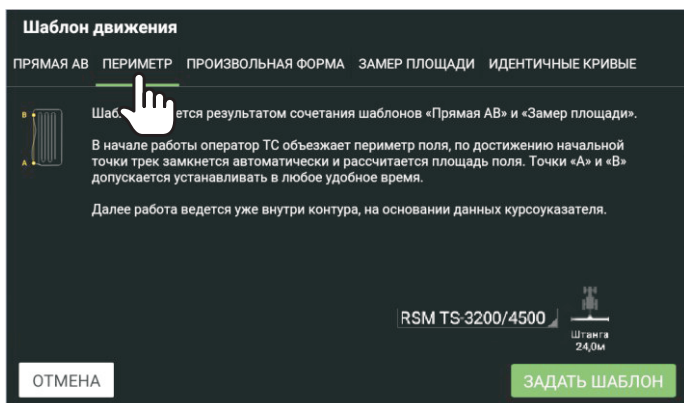 Шаблон движения
ПРЯМАЯ АВ ПЕРИМЕТР ПРОИЗВОЛЬНАЯ ФОРМА ЗАМЕР ПЛОЩАДИ ИДЕНТИЧНЫЕ КРИВЫЕ
B
A
ется результатом сочетания шаблонов «Прямая АВ» и «Замер площади».
В начале работы оператор ТС объезжает периметр поля, по достижению начальной
точки трек замкнется автоматически и рассчитается площадь поля. Точки «А» и «В»
допускается устанавливать в любое удобное время.
Далее работа ведется уже внутри контура, на основании данных курсоуказателя.
RSM TS-3200/4500
Штанга
24,0м
ОТМЕНА
ЗАДАТЬ ШАБЛОН